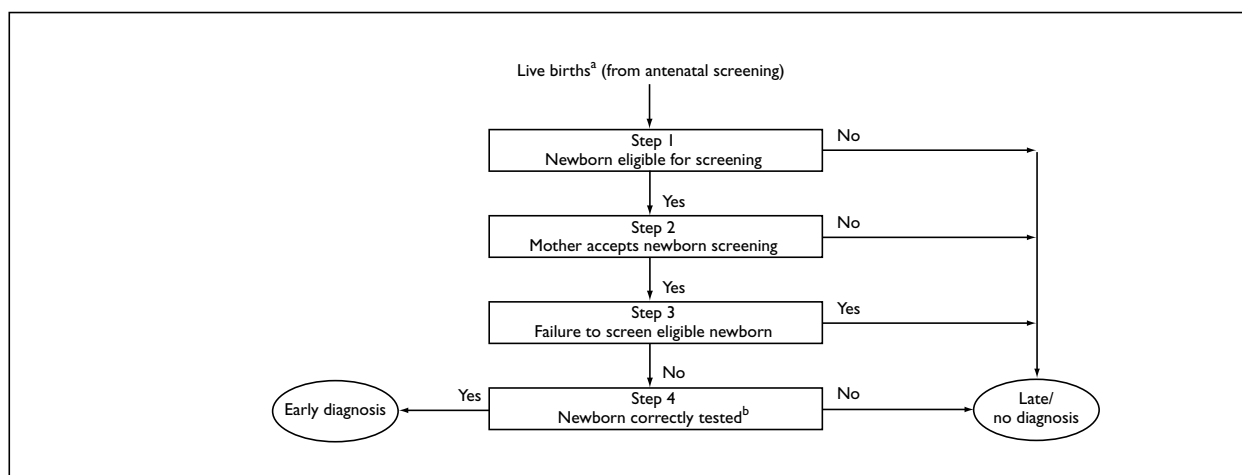 Live birthsᵃ (from antenatal screening)
Step 1
Newborn eligible for screening
No
Yes
Step 2
Mother accepts newborn screening
No
Yes
Step 3
Failure to screen eligible newborn
Yes
No
Step 4
Newborn correctly testedᵇ
Yes
No
Early diagnosis
Late/
no diagnosis